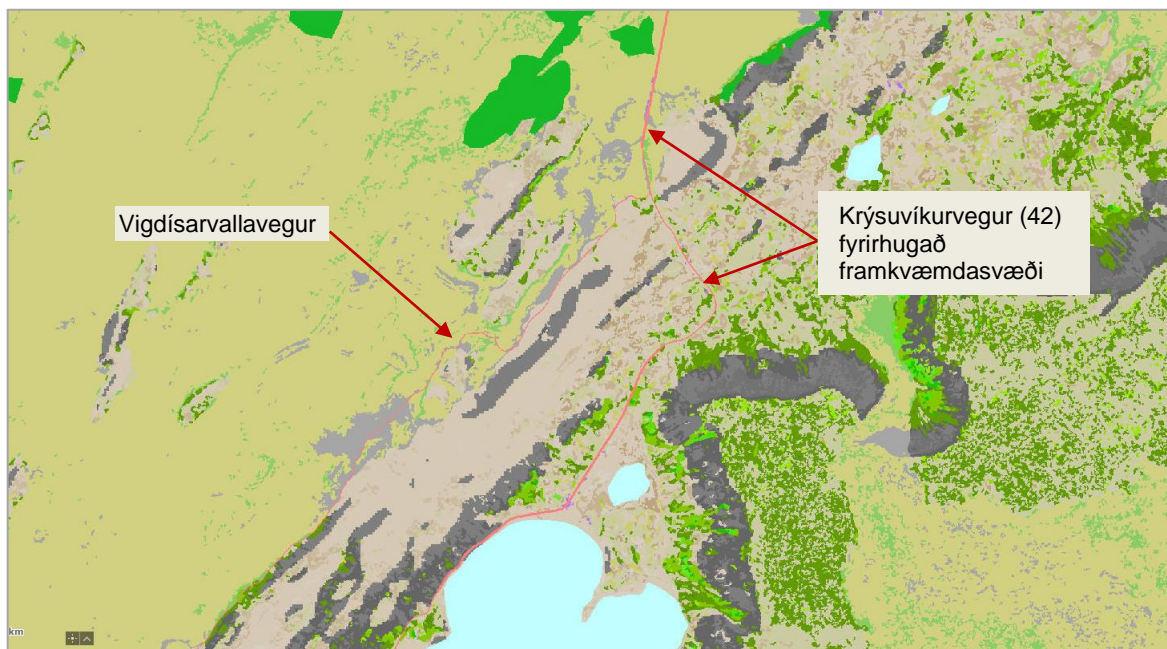 Vigdísarvallavegur
Krýsuvíkurvegur (42)
fyrirhugað
framkvæmdasvæði
km